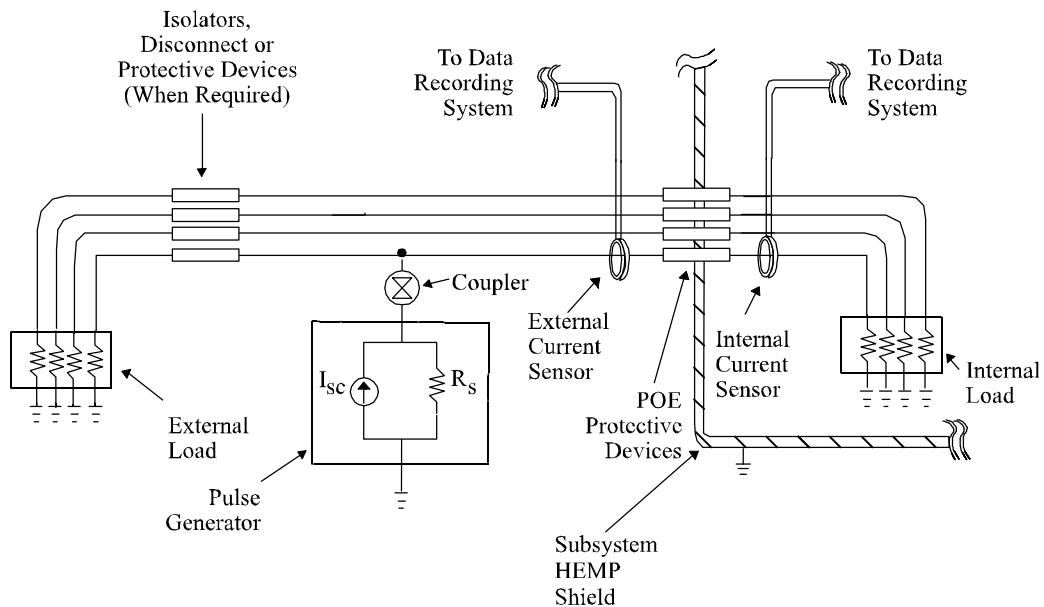 Isolators,
Disconnect or
Protective Devices
(When Required)
To Data
Recording
System
To Data
Recording
System
Coupler
External
Current
Sensor
Internal
Current
Sensor
Isc
Rs
POE
Protective
Devices
Internal
Load
External
Load
Pulse
Generator
Subsystem
HEMP
Shield